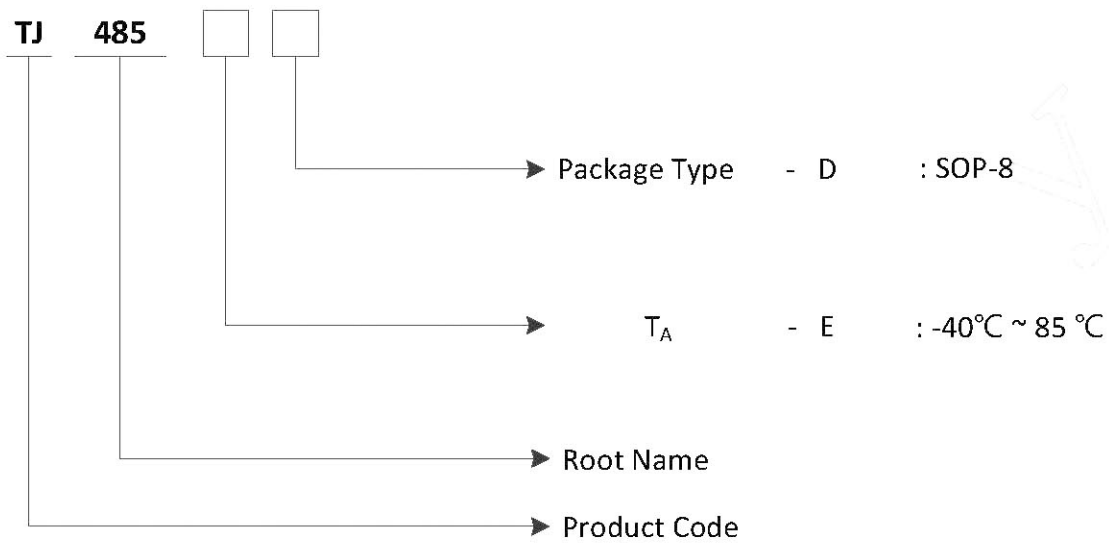 TJ 485
Package Type - D : SOP-8
TA - E : -40℃ ~ 85 ℃
Root Name
Product Code